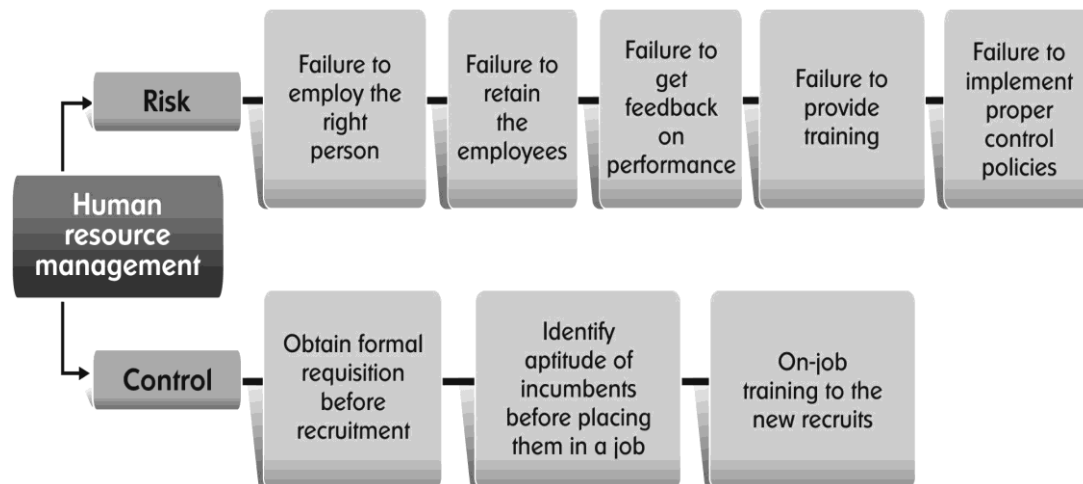 Risk
Failure to
employ the
right
person
Failure to
retain
the
employees
Failure to
get
feedback
on
performance
Failure to
provide
training
Failure to
implement
proper
control
policies
Human
resource
management
Control
Obtain formal
requisition
before
recruitment
Identify
aptitude of
incumbents
before placing
them in a job
On-job
training to the
new recruits